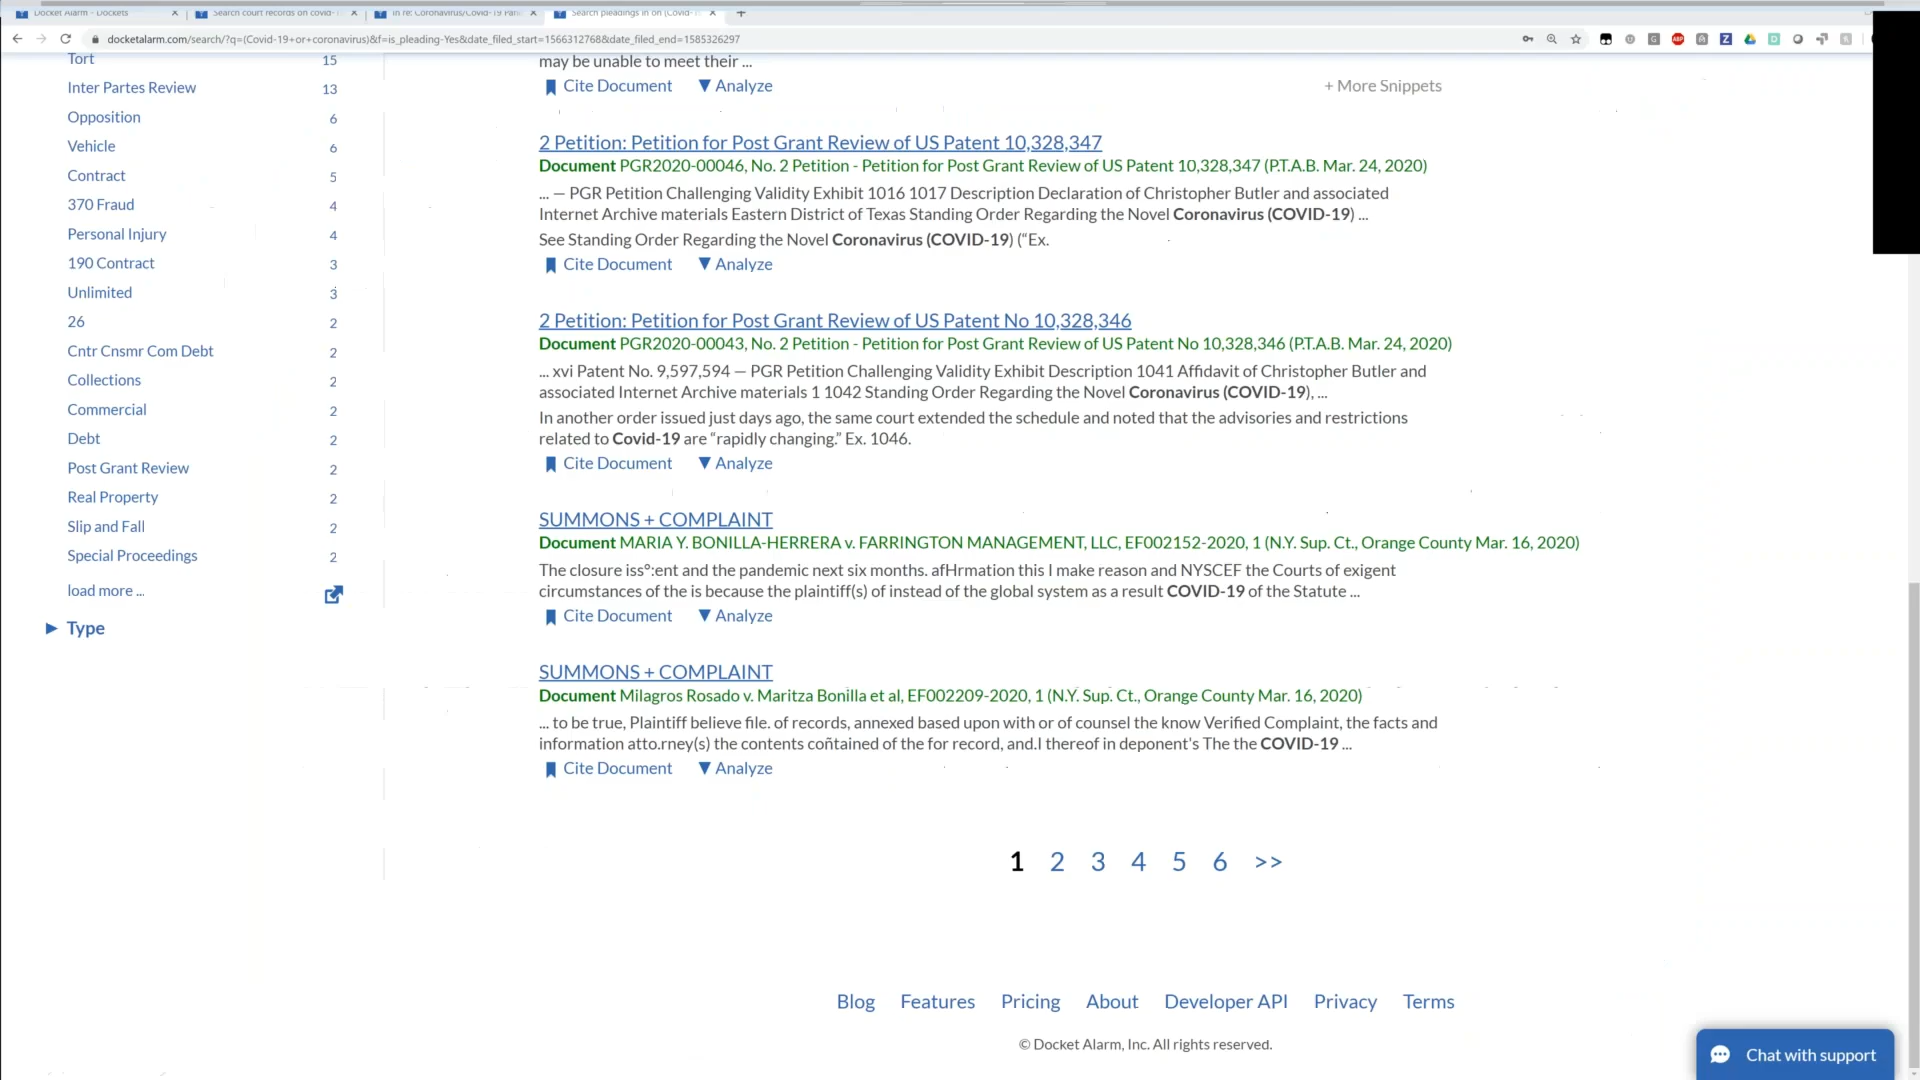 Docket Alarm - Dockets
Search court records on covid-
In re: Coronavirus/Covid-19 Pan
Search pleadings in on (Covid-1
docketalarm.com/search/?q=(Covid-19+or+coronavirus)&f=is_pleading-Yes&date_filed_start=1566312768&date_filed_end=1585326297
Tort 15
Inter Partes Review 13
Opposition 6
Vehicle 6
Contract 5
370 Fraud 4
Personal Injury 4
190 Contract 3
Unlimited 3
26 2
Cntr Cnsmr Com Debt 2
Collections 2
Commercial 2
Debt 2
Post Grant Review 2
Real Property 2
Slip and Fall 2
Special Proceedings 2
load more ...
Type
may be unable to meet their ...
Cite Document Analyze + More Snippets
2 Petition: Petition for Post Grant Review of US Patent 10,328,347
Document PGR2020-00046, No. 2 Petition - Petition for Post Grant Review of US Patent 10,328,347 (P.T.A.B. Mar. 24, 2020)
... — PGR Petition Challenging Validity Exhibit 1016 1017 Description Declaration of Christopher Butler and associated
Internet Archive materials Eastern District of Texas Standing Order Regarding the Novel Coronavirus (COVID-19) ...
See Standing Order Regarding the Novel Coronavirus (COVID-19) (“Ex.
Cite Document Analyze
2 Petition: Petition for Post Grant Review of US Patent No 10,328,346
Document PGR2020-00043, No. 2 Petition - Petition for Post Grant Review of US Patent No 10,328,346 (P.T.A.B. Mar. 24, 2020)
... xvi Patent No. 9,597,594 — PGR Petition Challenging Validity Exhibit Description 1041 Affidavit of Christopher Butler and
associated Internet Archive materials 1 1042 Standing Order Regarding the Novel Coronavirus (COVID-19), ...
In another order issued just days ago, the same court extended the schedule and noted that the advisories and restrictions
related to Covid-19 are “rapidly changing.” Ex. 1046.
Cite Document Analyze
SUMMONS + COMPLAINT
Document MARIA Y. BONILLA-HERRERA v. FARRINGTON MANAGEMENT, LLC, EF002152-2020, 1 (N.Y. Sup. Ct., Orange County Mar. 16, 2020)
The closure iss°:ent and the pandemic next six months. afHrmation this I make reason and NYSCEF the Courts of exigent
circumstances of the is because the plaintiff(s) of instead of the global system as a result COVID-19 of the Statute ...
Cite Document Analyze
SUMMONS + COMPLAINT
Document Milagros Rosado v. Maritza Bonilla et al, EF002209-2020, 1 (N.Y. Sup. Ct., Orange County Mar. 16, 2020)
... to be true, Plaintiff believe file. of records, annexed based upon with or of counsel the know Verified Complaint, the facts and
information atto.rney(s) the contents coñtained of the for record, and.I thereof in deponent's The the COVID-19 ...
Cite Document Analyze
1 2 3 4 5 6 >>
Blog Features Pricing About Developer API Privacy Terms
© Docket Alarm, Inc. All rights reserved.
Chat with support